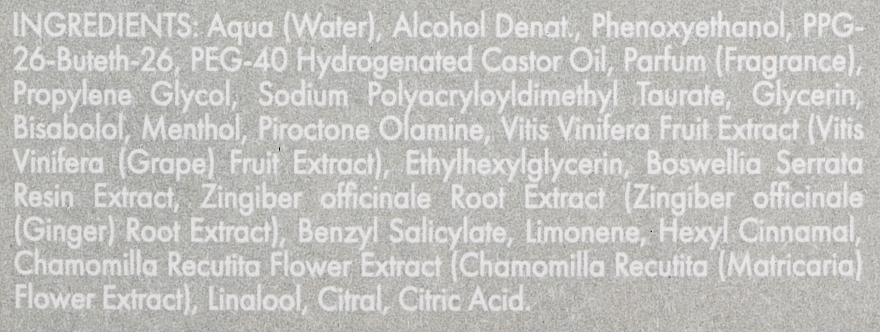 INGREDIENTS: Aqua (Water), Alcohol Denat., Phenoxyethanol, PPG-
26-Buteth-26, PEG-40 Hydrogenated Castor Oil, Parfum (Fragrance),
Propylene Glycol, Sodium Polyacryloyldimethyl Taurate, Glycerin,
Bisabolol, Menthol, Piroctone Olamine, Vitis Vinifera Fruit Extract (Vitis
Vinifera (Grape) Fruit Extract), Ethylhexylglycerin, Boswellia Serrata
Resin Extract, Zingiber officinale Root Extract (Zingiber officinale
(Ginger) Root Extract), Benzyl Salicylate, Limonene, Hexyl Cinnamal,
Chamomilla Recutita Flower Extract (Chamomilla Recutita (Matricaria)
Flower Extract), Linalool, Citral, Citric Acid.